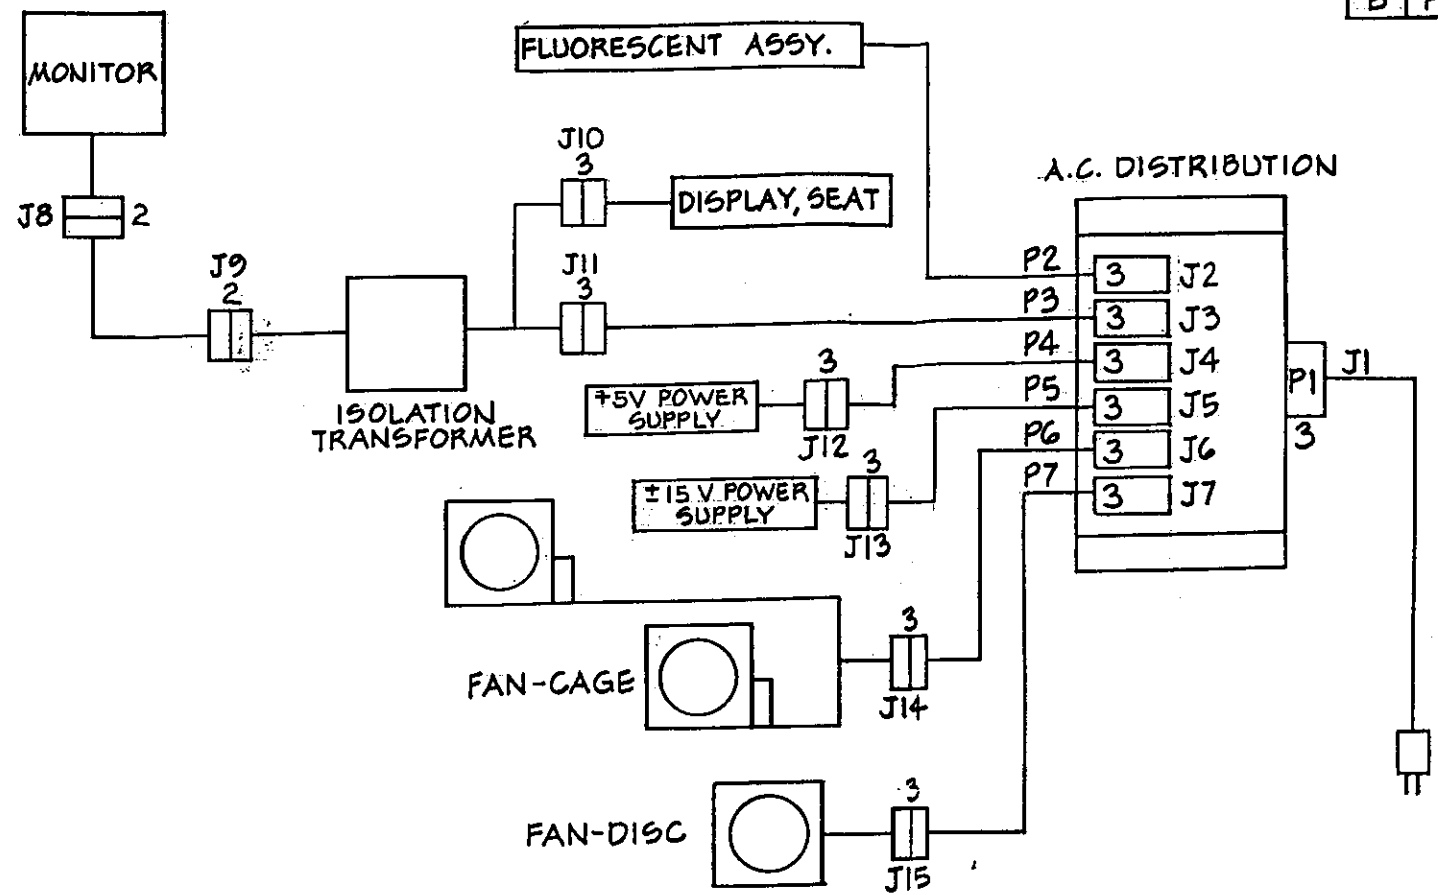 B
MONITOR
FLUORESCENT ASSY.
J10
3
A.C. DISTRIBUTION
DISPLAY, SEAT
J8
2
J9
2
J11
3
P2
3
J2
P3
3
J3
P4
3
J4
P5
3
J5
P6
3
J6
P7
3
J7
P1
J1
3
ISOLATION
TRANSFORMER
+5V POWER
SUPPLY
3
J12
±15 V POWER
SUPPLY
3
J13
FAN-CAGE
3
J14
FAN-DISC
3
J15